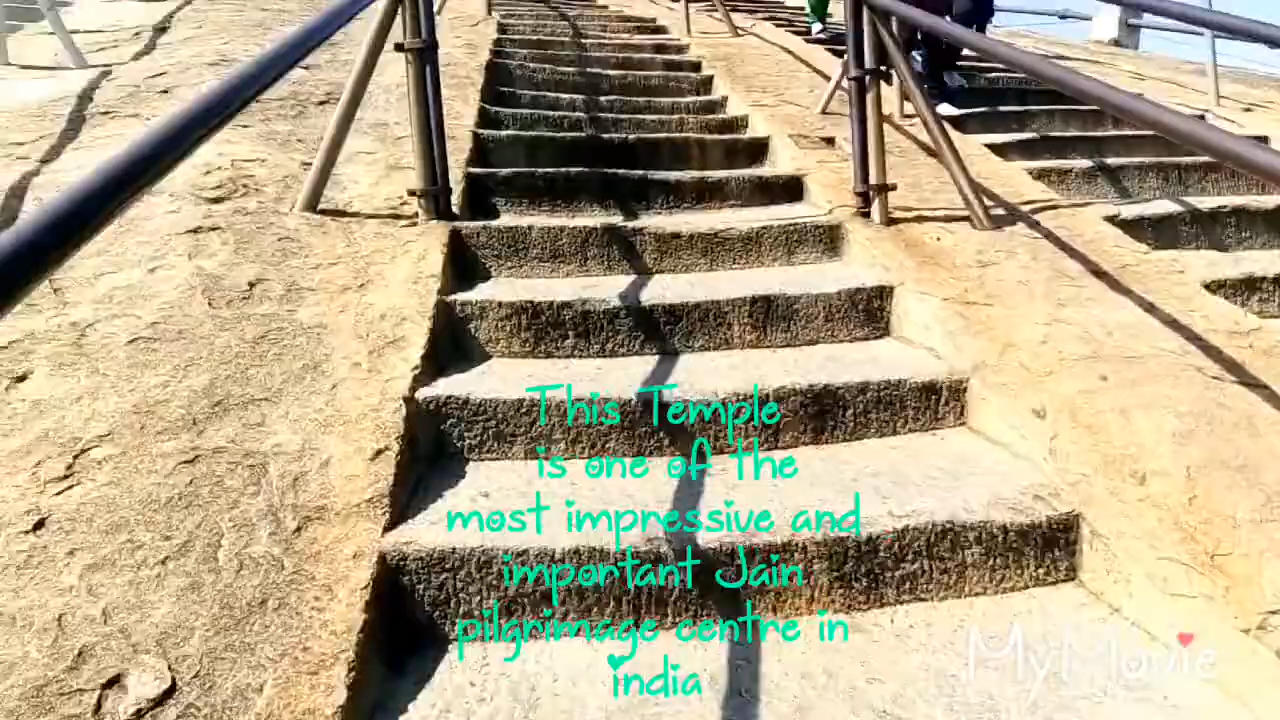 This Temple
is one of the
most impressive and
important Jain
pilgrimage centre in
india
MyMovie